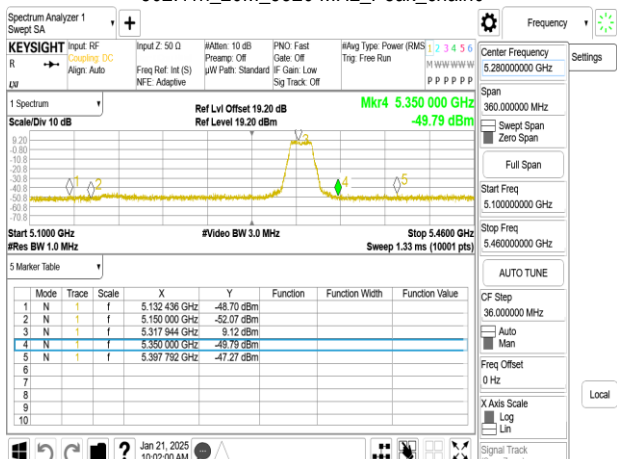 Spectrum Analyzer 1
Swept SA
+
Frequency
KEYSIGHT
R
Input: RF
Coupling: DC
Align: Auto
Input Z: 50 Ω
Freq Ref: Int (S)
NFE: Adaptive
#Atten: 10 dB
Preamp: Off
µW Path: Standard
PNO: Fast
Gate: Off
IF Gain: Low
Sig Track: Off
#Avg Type: Power (RMS
Trig: Free Run
1 2 3 4 5 6
M W W W W W
P P P P P P
Center Frequency
5.280000000 GHz
Settings
Span
360.000000 MHz
Swept Span
Zero Span
Full Span
Start Freq
5.100000000 GHz
Stop Freq
5.460000000 GHz
AUTO TUNE
CF Step
36.000000 MHz
Auto
Man
Freq Offset
0 Hz
X Axis Scale
Log
Lin
Signal Track
Local
1 Spectrum
Scale/Div 10 dB
Ref Lvl Offset 19.20 dB
Ref Level 19.20 dBm
Mkr4 5.350 000 GHz
-49.79 dBm
9.20
-0.80
-10.8
-20.8
-30.8
-40.8
-50.8
-60.8
-70.8
1
2
3
4
5
Start 5.1000 GHz
#Res BW 1.0 MHz
#Video BW 3.0 MHz
Stop 5.4600 GHz
Sweep 1.33 ms (10001 pts)
5 Marker Table
Mode Trace Scale X Y Function Function Width Function Value
1 N 1 f 5.132 436 GHz -48.70 dBm
2 N 1 f 5.150 000 GHz -52.07 dBm
3 N 1 f 5.317 944 GHz 9.12 dBm
4 N 1 f 5.350 000 GHz -49.79 dBm
5 N 1 f 5.397 792 GHz -47.27 dBm
6
7
8
9
10
?
Jan 21, 2025
10:02:00 AM